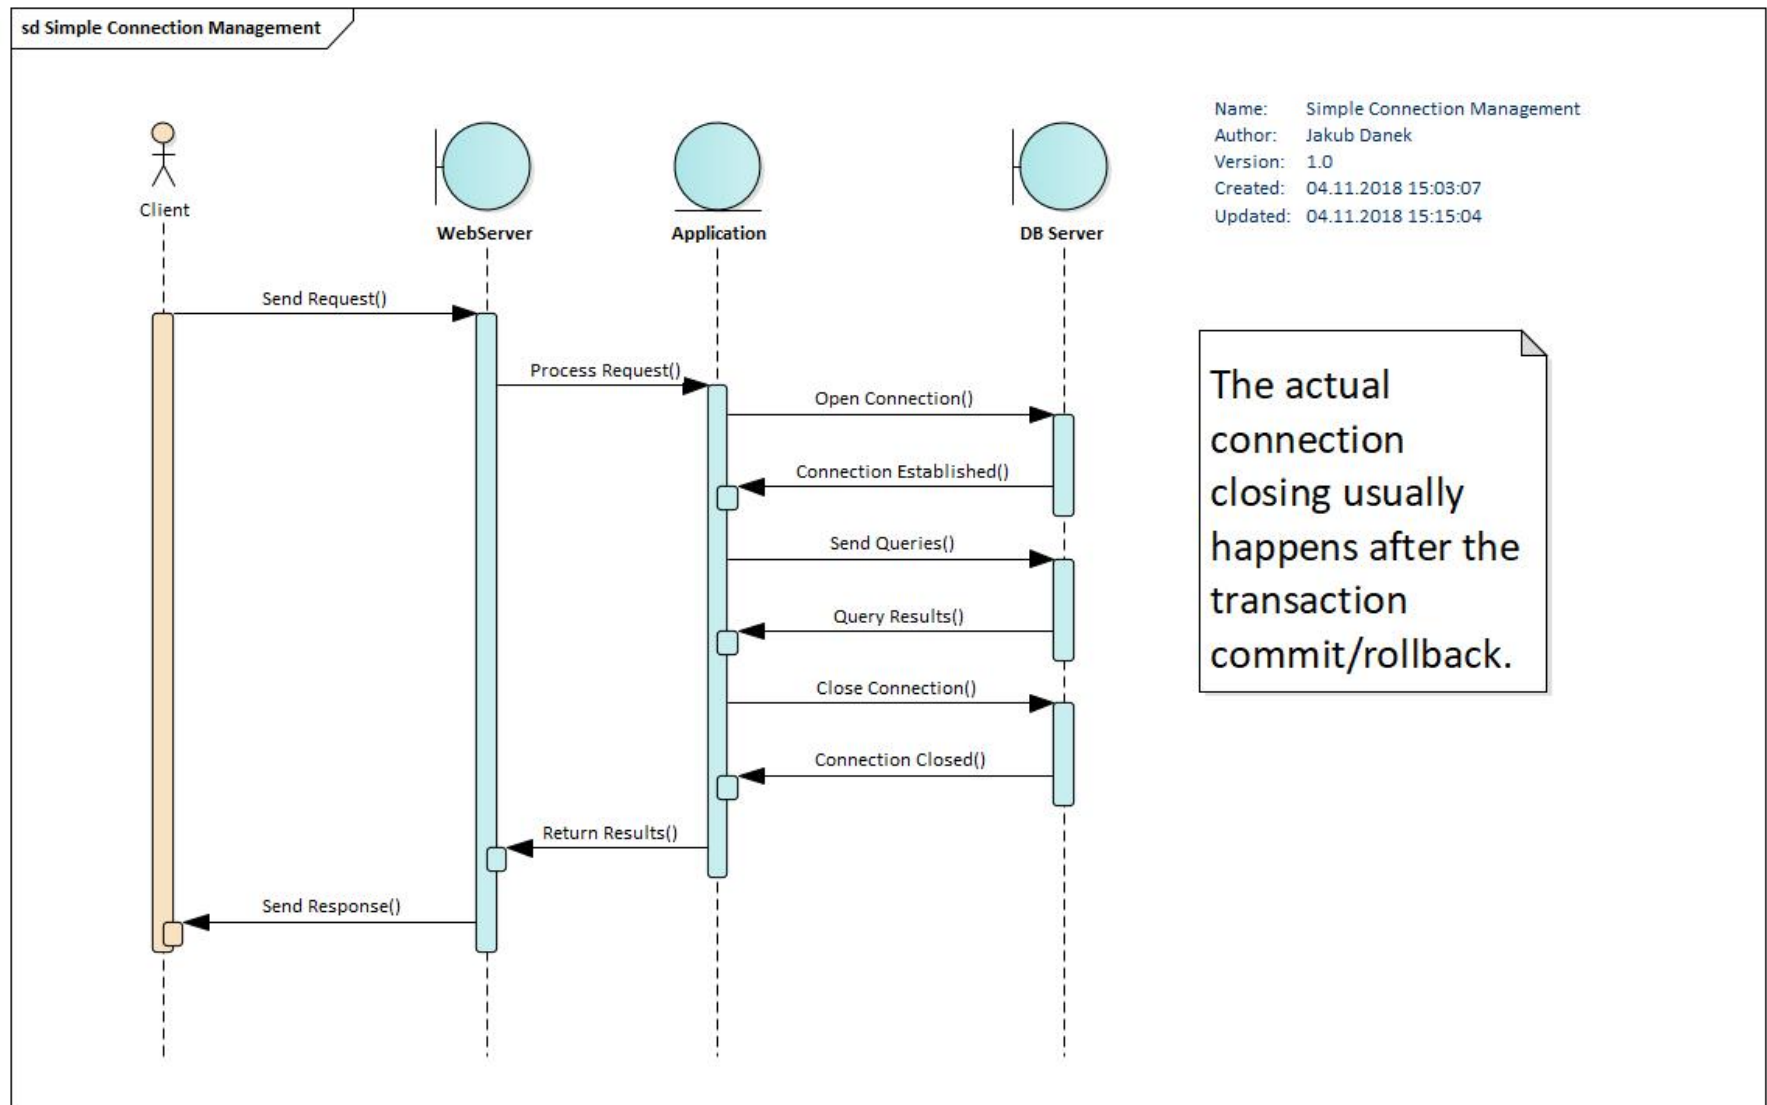 sd Simple Connection Management
Name: Simple Connection Management
Author: Jakub Danek
Version: 1.0
Created: 04.11.2018 15:03:07
Updated: 04.11.2018 15:15:04
Client
WebServer
Application
DB Server
Send Request()
Process Request()
Open Connection()
Connection Established()
Send Queries()
Query Results()
Close Connection()
Connection Closed()
Return Results()
Send Response()
The actual
connection
closing usually
happens after the
transaction
commit/rollback.